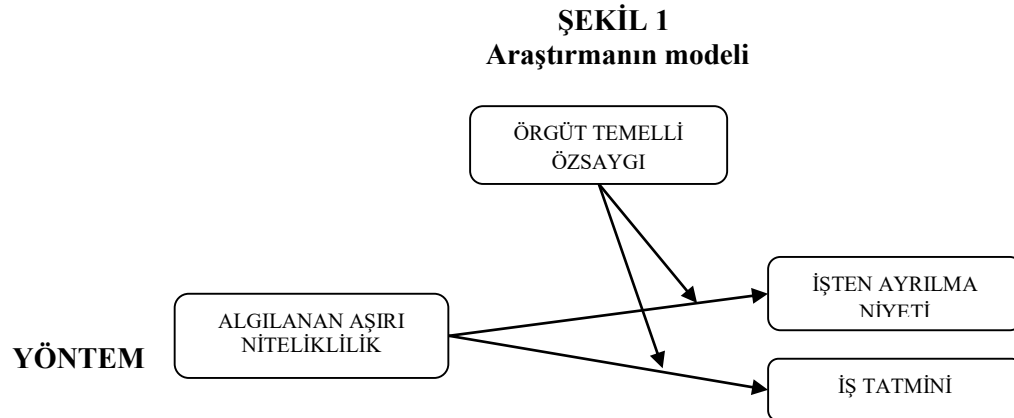 ŞEKİL 1
Araştırmanın modeli
ÖRGÜT TEMELLİ
ÖZSAYGI
İŞTEN AYRILMA
NİYETİ
ALGILANAN AŞIRI
NİTELİKLİLİK
YÖNTEM
İŞ TATMİNİ